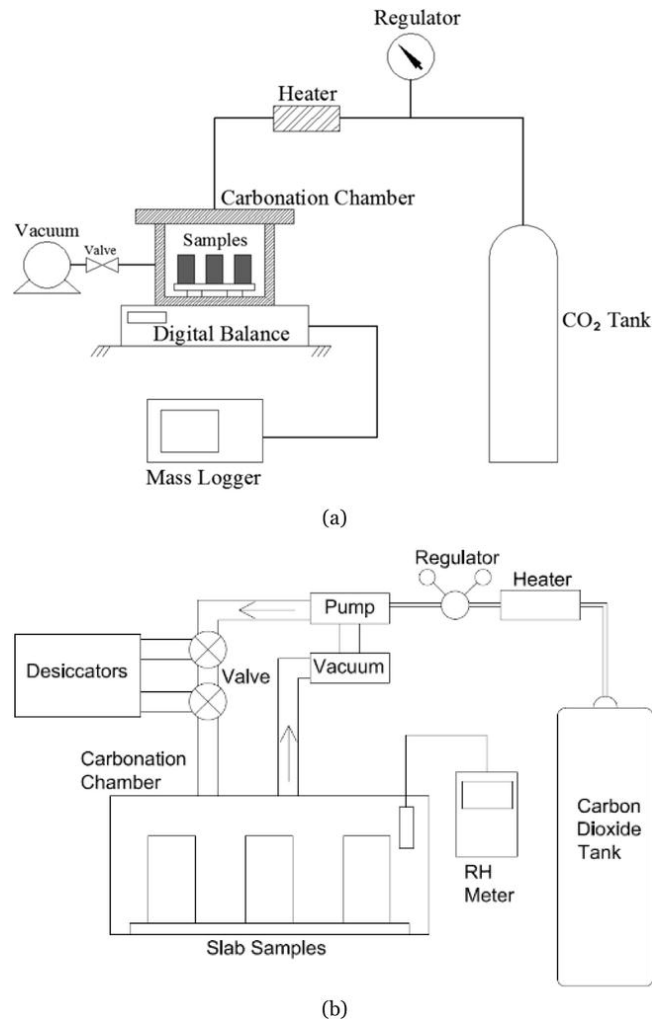 Regulator
Heater
Carbonation Chamber
Vacuum
Valve
Samples
CO₂ Tank
Digital Balance
Mass Logger
(a)
Regulator
Heater
Pump
Desiccators
Valve
Vacuum
Carbonation
Chamber
Carbon
Dioxide
Tank
RH
Meter
Slab Samples
(b)